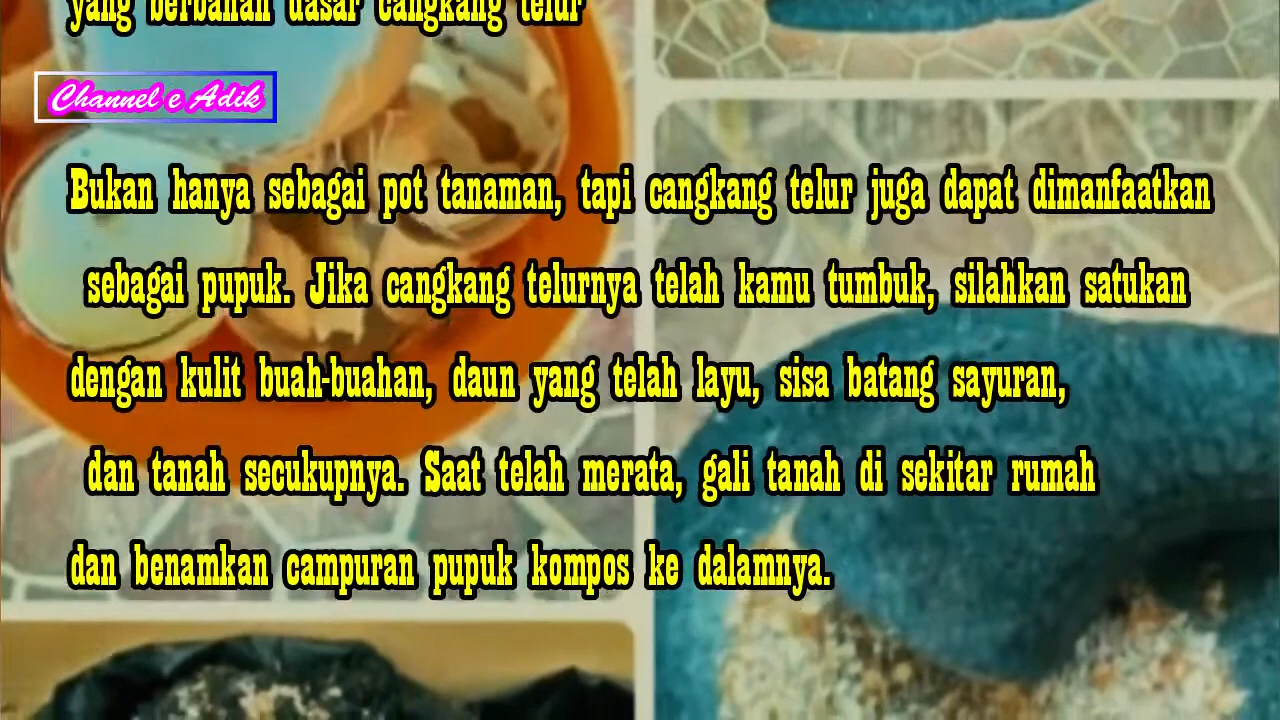 yang berbahan dasar cangkang telur
Channel e Adik
Bukan hanya sebagai pot tanaman, tapi cangkang telur juga dapat dimanfaatkan
sebagai pupuk. Jika cangkang telurnya telah kamu tumbuk, silahkan satukan
dengan kulit buah-buahan, daun yang telah layu, sisa batang sayuran,
dan tanah secukupnya. Saat telah merata, gali tanah di sekitar rumah
dan benamkan campuran pupuk kompos ke dalamnya.